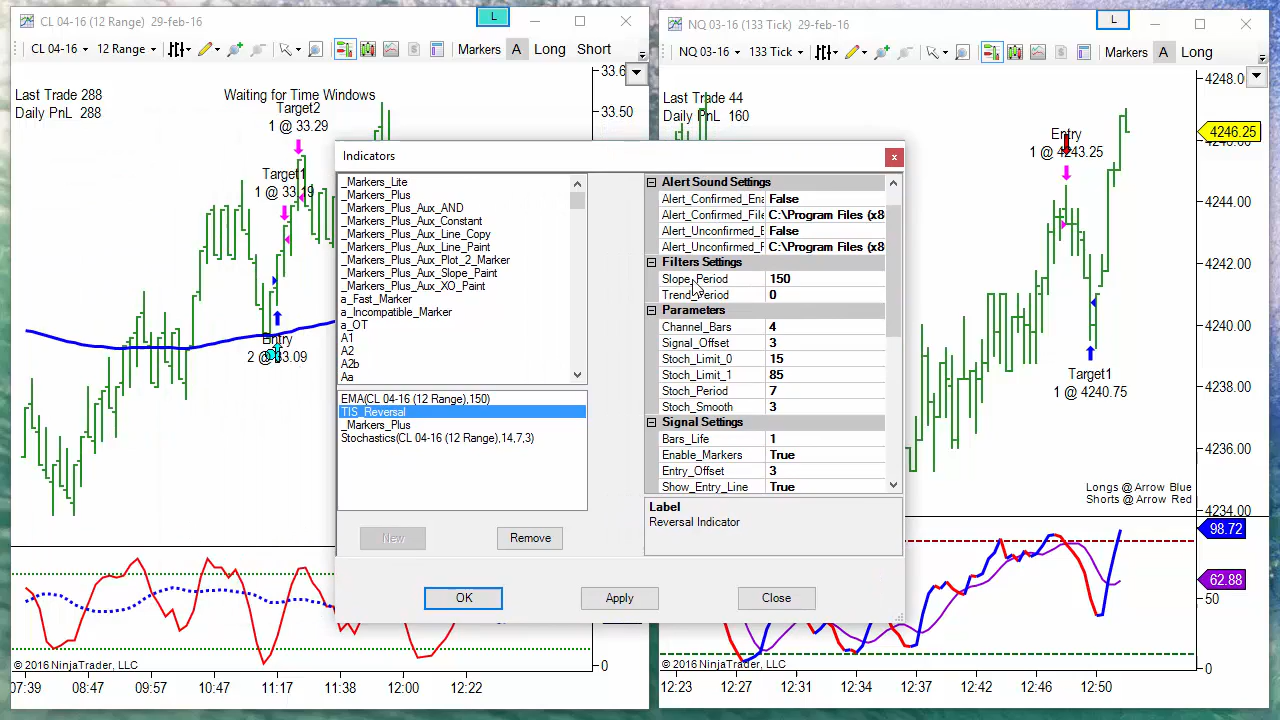 CL 04-16 (12 Range) 29-feb-16
L
CL 04-16
12 Range
Markers
A
Long
Short
Last Trade 288
Daily PnL 288
Waiting for Time Windows
Target2
1 @ 33.29
Target1
1 @ 33.19
Entry
2 @ 33.09
33.50
© 2016 NinjaTrader, LLC
0
07:39
08:47
09:57
10:47
11:17
11:38
12:00
12:22
Indicators
x
_Markers_Lite
_Markers_Plus
_Markers_Plus_Aux_AND
_Markers_Plus_Aux_Constant
_Markers_Plus_Aux_Line_Copy
_Markers_Plus_Aux_Line_Paint
_Markers_Plus_Aux_Plot_2_Marker
_Markers_Plus_Aux_Slope_Paint
_Markers_Plus_Aux_XO_Paint
a_Fast_Marker
a_Incompatible_Marker
a_OT
A1
A2
A2b
Aa
EMA(CL 04-16 (12 Range),150)
TIS_Reversal
_Markers_Plus
Stochastics(CL 04-16 (12 Range),14,7,3)
New
Remove
Alert Sound Settings
Alert_Confirmed_Ena False
Alert_Confirmed_File C:\Program Files (x8
Alert_Unconfirmed_E False
Alert_Unconfirmed_F C:\Program Files (x8
Filters Settings
Slope_Period 150
Trend_Period 0
Parameters
Channel_Bars 4
Signal_Offset 3
Stoch_Limit_0 15
Stoch_Limit_1 85
Stoch_Period 7
Stoch_Smooth 3
Signal Settings
Bars_Life 1
Enable_Markers True
Entry_Offset 3
Show_Entry_Line True
Label
Reversal Indicator
OK
Apply
Close
NQ 03-16 (133 Tick) 29-feb-16
L
NQ 03-16
133 Tick
Markers
A
Long
Last Trade 44
Daily PnL 160
Entry
1 @ 4243.25
Target1
1 @ 4240.75
Longs @ Arrow Blue
Shorts @ Arrow Red
4248.00
4246.25
4244.00
4242.00
4240.00
4238.00
4236.00
4234.00
98.72
62.88
50
0
© 2016 NinjaTrader, LLC
12:23
12:27
12:31
12:34
12:37
12:42
12:46
12:50